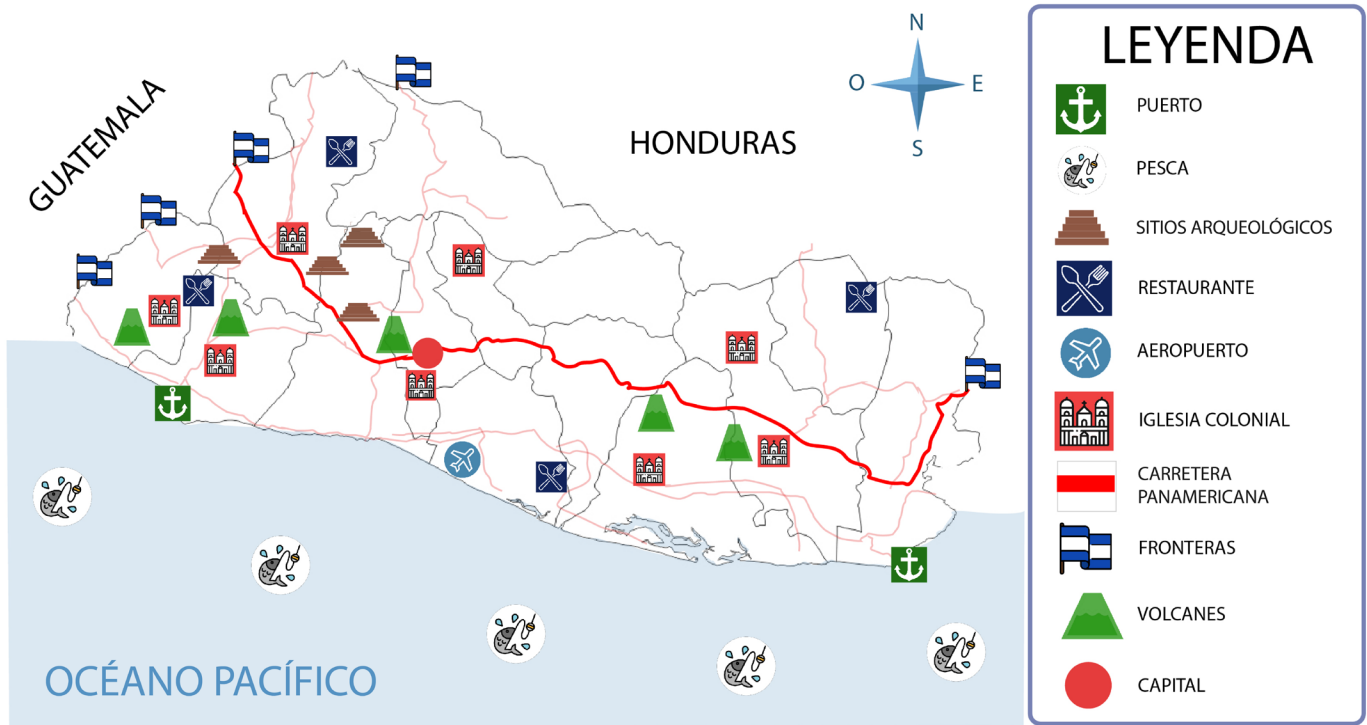 GUATEMALA
HONDURAS
N
O
E
S
OCÉANO PACÍFICO
LEYENDA
PUERTO
PESCA
SITIOS ARQUEOLÓGICOS
RESTAURANTE
AEROPUERTO
IGLESIA COLONIAL
CARRETERA
PANAMERICANA
FRONTERAS
VOLCANES
CAPITAL